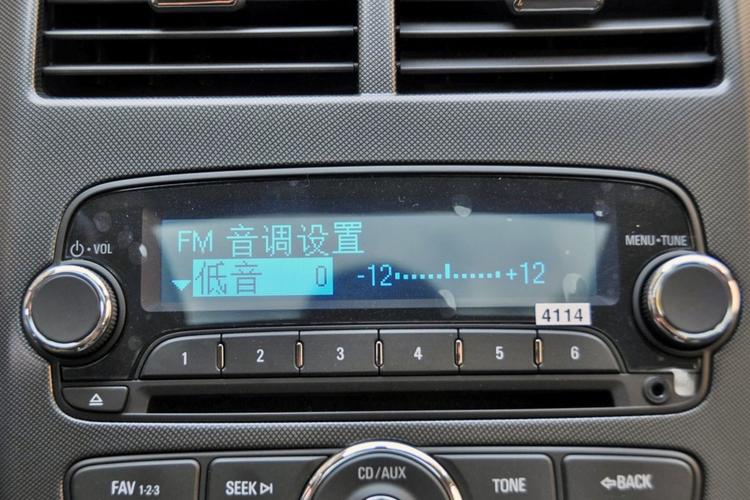 VOL
MENU·TUNE
FM 音调设置
低音 0 -12 +12
4114
1 2 3 4 5 6
CD/AUX
FAV 1-2-3 SEEK TONE BACK